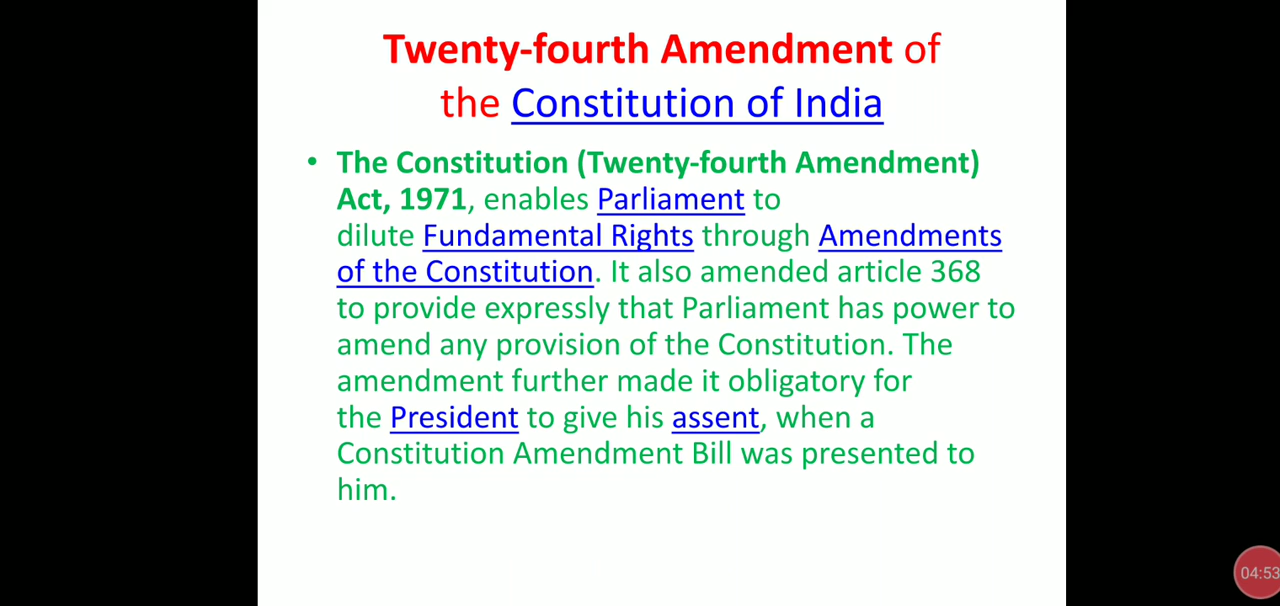 Twenty-fourth Amendment of
the Constitution of India
• The Constitution (Twenty-fourth Amendment)
Act, 1971, enables Parliament to
dilute Fundamental Rights through Amendments
of the Constitution. It also amended article 368
to provide expressly that Parliament has power to
amend any provision of the Constitution. The
amendment further made it obligatory for
the President to give his assent, when a
Constitution Amendment Bill was presented to
him.
04:53